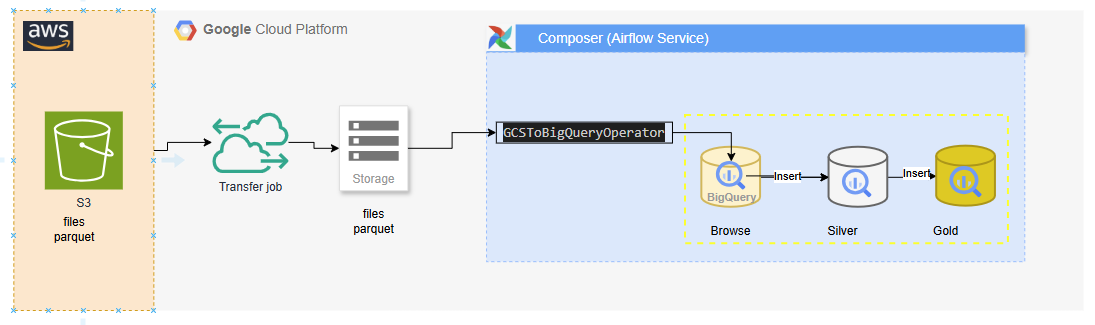 aws
Google Cloud Platform
Composer (Airflow Service)
S3
files
parquet
Transfer job
Storage
files
parquet
GCSToBigQueryOperator
BigQuery
Insert
Insert
Browse
Silver
Gold